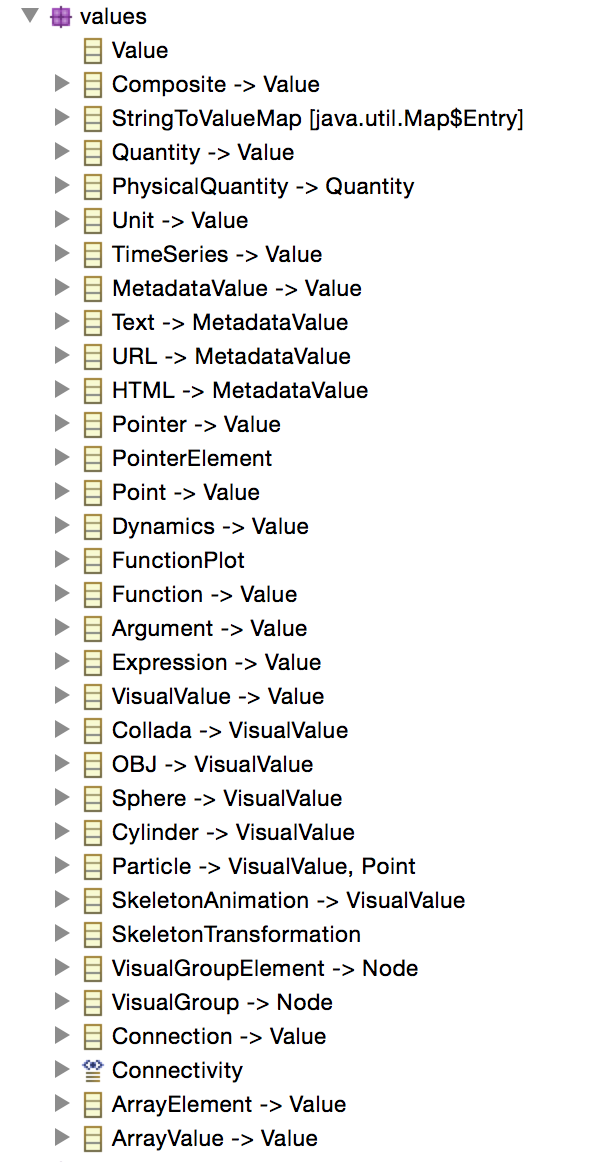 values
Value
Composite -> Value
StringToValueMap [java.util.Map$Entry]
Quantity -> Value
PhysicalQuantity -> Quantity
Unit -> Value
TimeSeries -> Value
MetadataValue -> Value
Text -> MetadataValue
URL -> MetadataValue
HTML -> MetadataValue
Pointer -> Value
PointerElement
Point -> Value
Dynamics -> Value
FunctionPlot
Function -> Value
Argument -> Value
Expression -> Value
VisualValue -> Value
Collada -> VisualValue
OBJ -> VisualValue
Sphere -> VisualValue
Cylinder -> VisualValue
Particle -> VisualValue, Point
SkeletonAnimation -> VisualValue
SkeletonTransformation
VisualGroupElement -> Node
VisualGroup -> Node
Connection -> Value
Connectivity
ArrayElement -> Value
ArrayValue -> Value